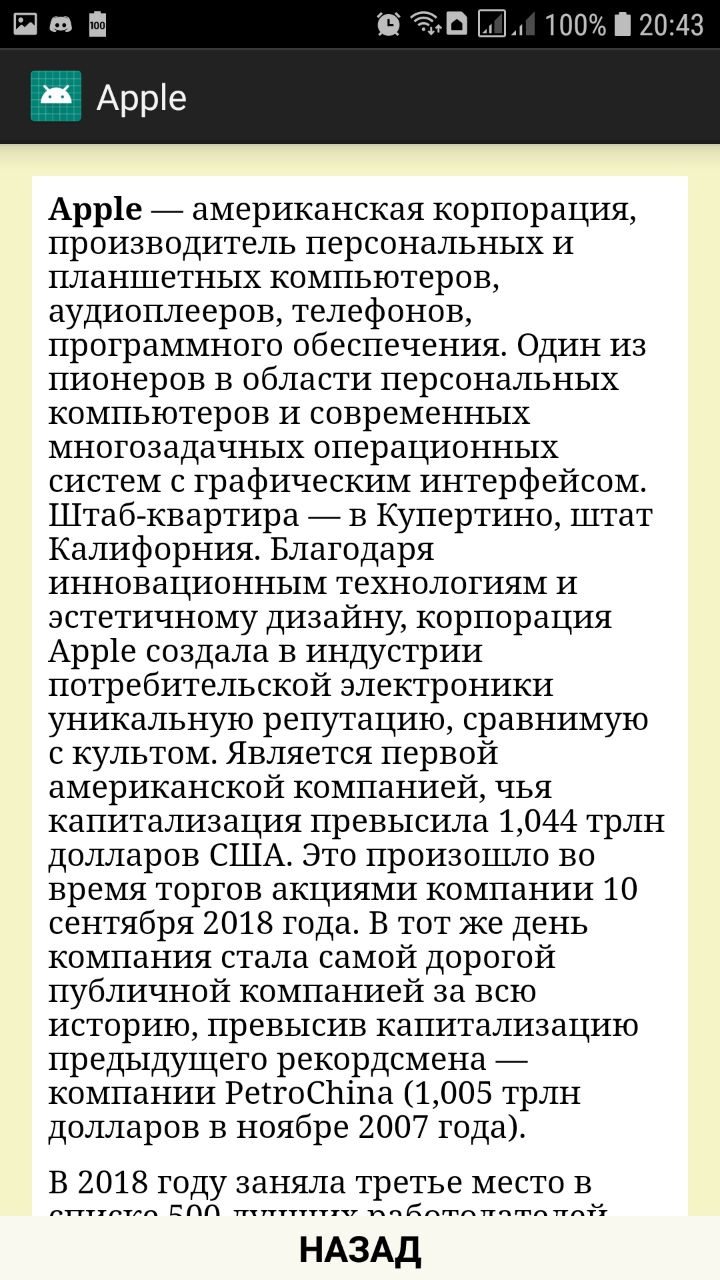 100
100% 20:43
Apple
Apple — американская корпорация,
производитель персональных и
планшетных компьютеров,
аудиоплееров, телефонов,
программного обеспечения. Один из
пионеров в области персональных
компьютеров и современных
многозадачных операционных
систем с графическим интерфейсом.
Штаб-квартира — в Купертино, штат
Калифорния. Благодаря
инновационным технологиям и
эстетичному дизайну, корпорация
Apple создала в индустрии
потребительской электроники
уникальную репутацию, сравнимую
с культом. Является первой
американской компанией, чья
капитализация превысила 1,044 трлн
долларов США. Это произошло во
время торгов акциями компании 10
сентября 2018 года. В тот же день
компания стала самой дорогой
публичной компанией за всю
историю, превысив капитализацию
предыдущего рекордсмена —
компании PetroChina (1,005 трлн
долларов в ноябре 2007 года).
В 2018 году заняла третье место в
списке 500 лучших работодателей
НАЗАД